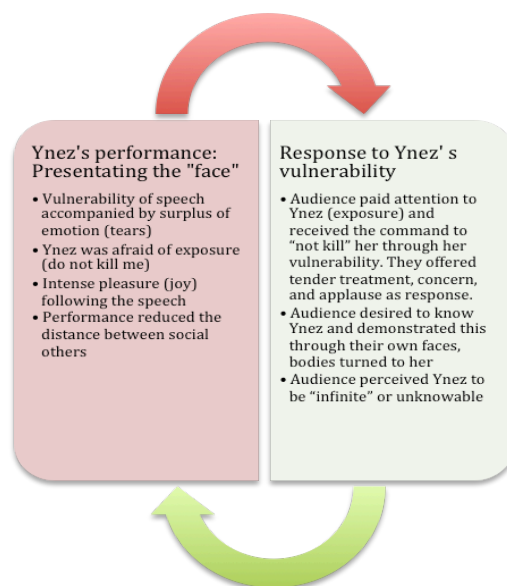 Ynez's performance:
Presentating the "face"
• Vulnerability of speech
accompanied by surplus of
emotion (tears)
• Ynez was afraid of exposure
(do not kill me)
• Intense pleasure (joy)
following the speech
• Performance reduced the
distance between social
others
Response to Ynez' s
vulnerability
• Audience paid attention to
Ynez (exposure) and
received the command to
“not kill” her through her
vulnerability. They offered
tender treatment, concern,
and applause as response.
• Audience desired to know
Ynez and demonstrated this
through their own faces,
bodies turned to her
• Audience perceived Ynez to
be “infinite” or unknowable